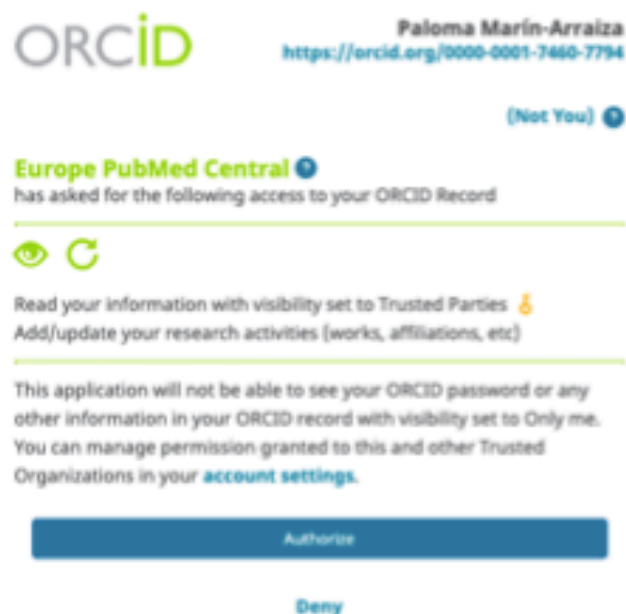 ORCID
Paloma Marín-Arraiza
https://orcid.org/0000-0001-7460-7794
(Not You) ?
Europe PubMed Central ?
has asked for the following access to your ORCID Record
Read your information with visibility set to Trusted Parties
Add/update your research activities (works, affiliations, etc)
This application will not be able to see your ORCID password or any
other information in your ORCID record with visibility set to Only me.
You can manage permission granted to this and other Trusted
Organizations in your account settings.
Authorize
Deny